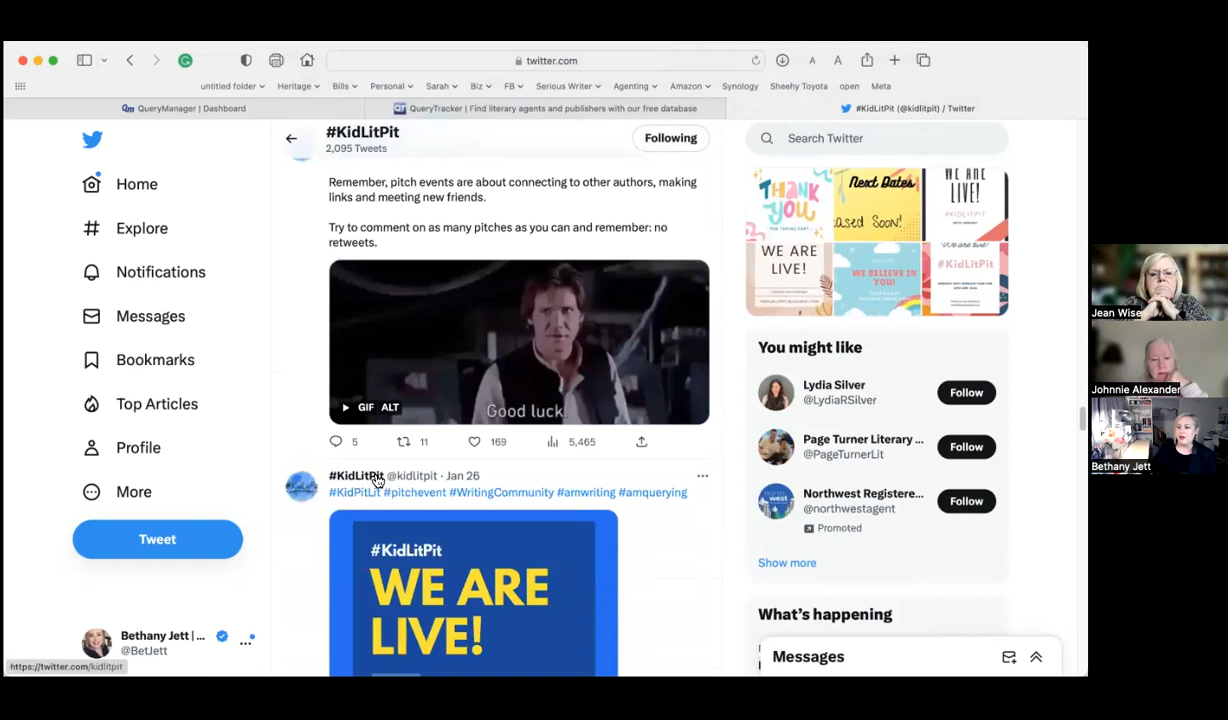 twitter.com
A
A
untitled folder
Heritage
Bills
Personal
Sarah
Biz
FB
Serious Writer
Agenting
Amazon
Synology
Sheehy Toyota
open
Meta
Qm QueryManager | Dashboard
QT QueryTracker | Find literary agents and publishers with our free database
#KidLitPit (@kidlitpit) / Twitter
Home
Explore
Notifications
Messages
Bookmarks
Top Articles
Profile
More
Tweet
Bethany Jett | ...
@BetJett
https://twitter.com/kidlitpit
#KidLitPit
2,095 Tweets
Following
Remember, pitch events are about connecting to other authors, making
links and meeting new friends.
Try to comment on as many pitches as you can and remember: no
retweets.
Good luck.
GIF ALT
5
11
169
5,465
#KidLitPit @kidlitpit · Jan 26
#KidPitLit #pitchevent #WritingCommunity #amwriting #amquerying
#KidLitPit
WE ARE
LIVE!
Search Twitter
THANK
YOU
Next Dates
ased Soon!
WE ARE
LIVE!
#KIDLITPIT
WE ARE
LIVE!
WE BELIEVE IN
YOU!
"We are live"
#KidLitPit
You might like
Lydia Silver
@LydiaRSilver
Follow
Page Turner Literary ...
@PageTurnerLit
Follow
Northwest Registere...
@northwestagent
Promoted
Follow
Show more
What's happening
Messages
Jean Wise
Johnnie Alexander
Bethany Jett